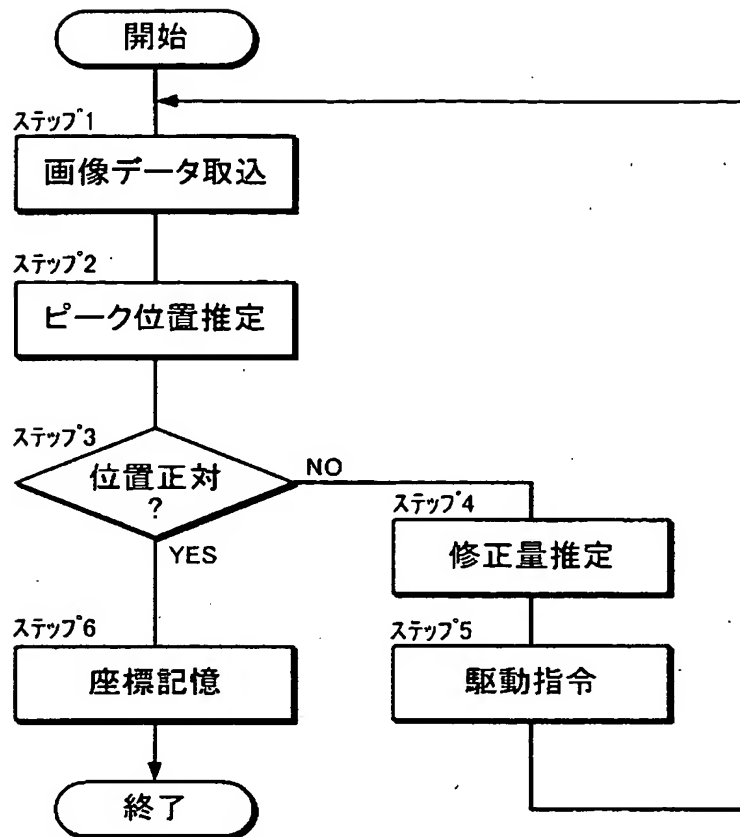 開始
ステップ1
画像データ取込
ステップ2
ピーク位置推定
ステップ3
位置正対
?
NO
YES
ステップ4
修正量推定
ステップ5
駆動指令
ステップ6
座標記憶
終了